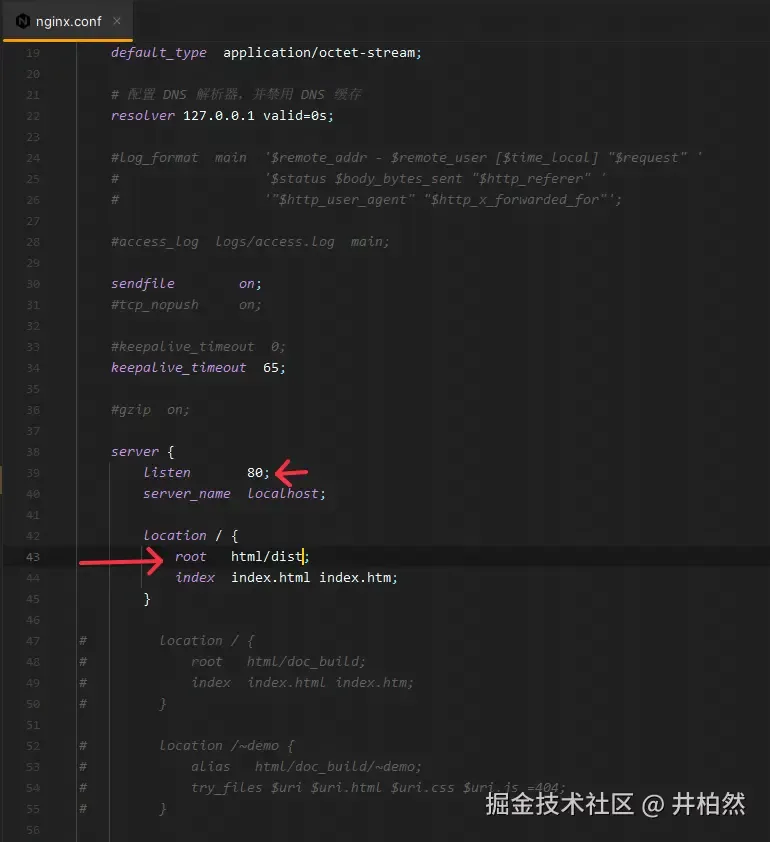 nginx.conf ×
19 default_type application/octet-stream;
20
21 # 配置 DNS 解析器，并禁用 DNS 缓存
22 resolver 127.0.0.1 valid=0s;
23
24 #log_format main '$remote_addr - $remote_user [$time_local] "$request" '
25 # '$status $body_bytes_sent "$http_referer" '
26 # '"$http_user_agent" "$http_x_forwarded_for"';
27
28 #access_log logs/access.log main;
29
30 sendfile on;
31 #tcp_nopush on;
32
33 #keepalive_timeout 0;
34 keepalive_timeout 65;
35
36 #gzip on;
37
38 server {
39 listen 80;
40 server_name localhost;
41
42 location / {
43 root html/dist;
44 index index.html index.htm;
45 }
46
47 # location / {
48 # root html/doc_build;
49 # index index.html index.htm;
50 # }
51
52 # location /~demo {
53 # alias html/doc_build/~demo;
54 # try_files $uri $uri.html $uri.css $uri.js =404;
55 # }
56
掘金技术社区 @ 井柏然